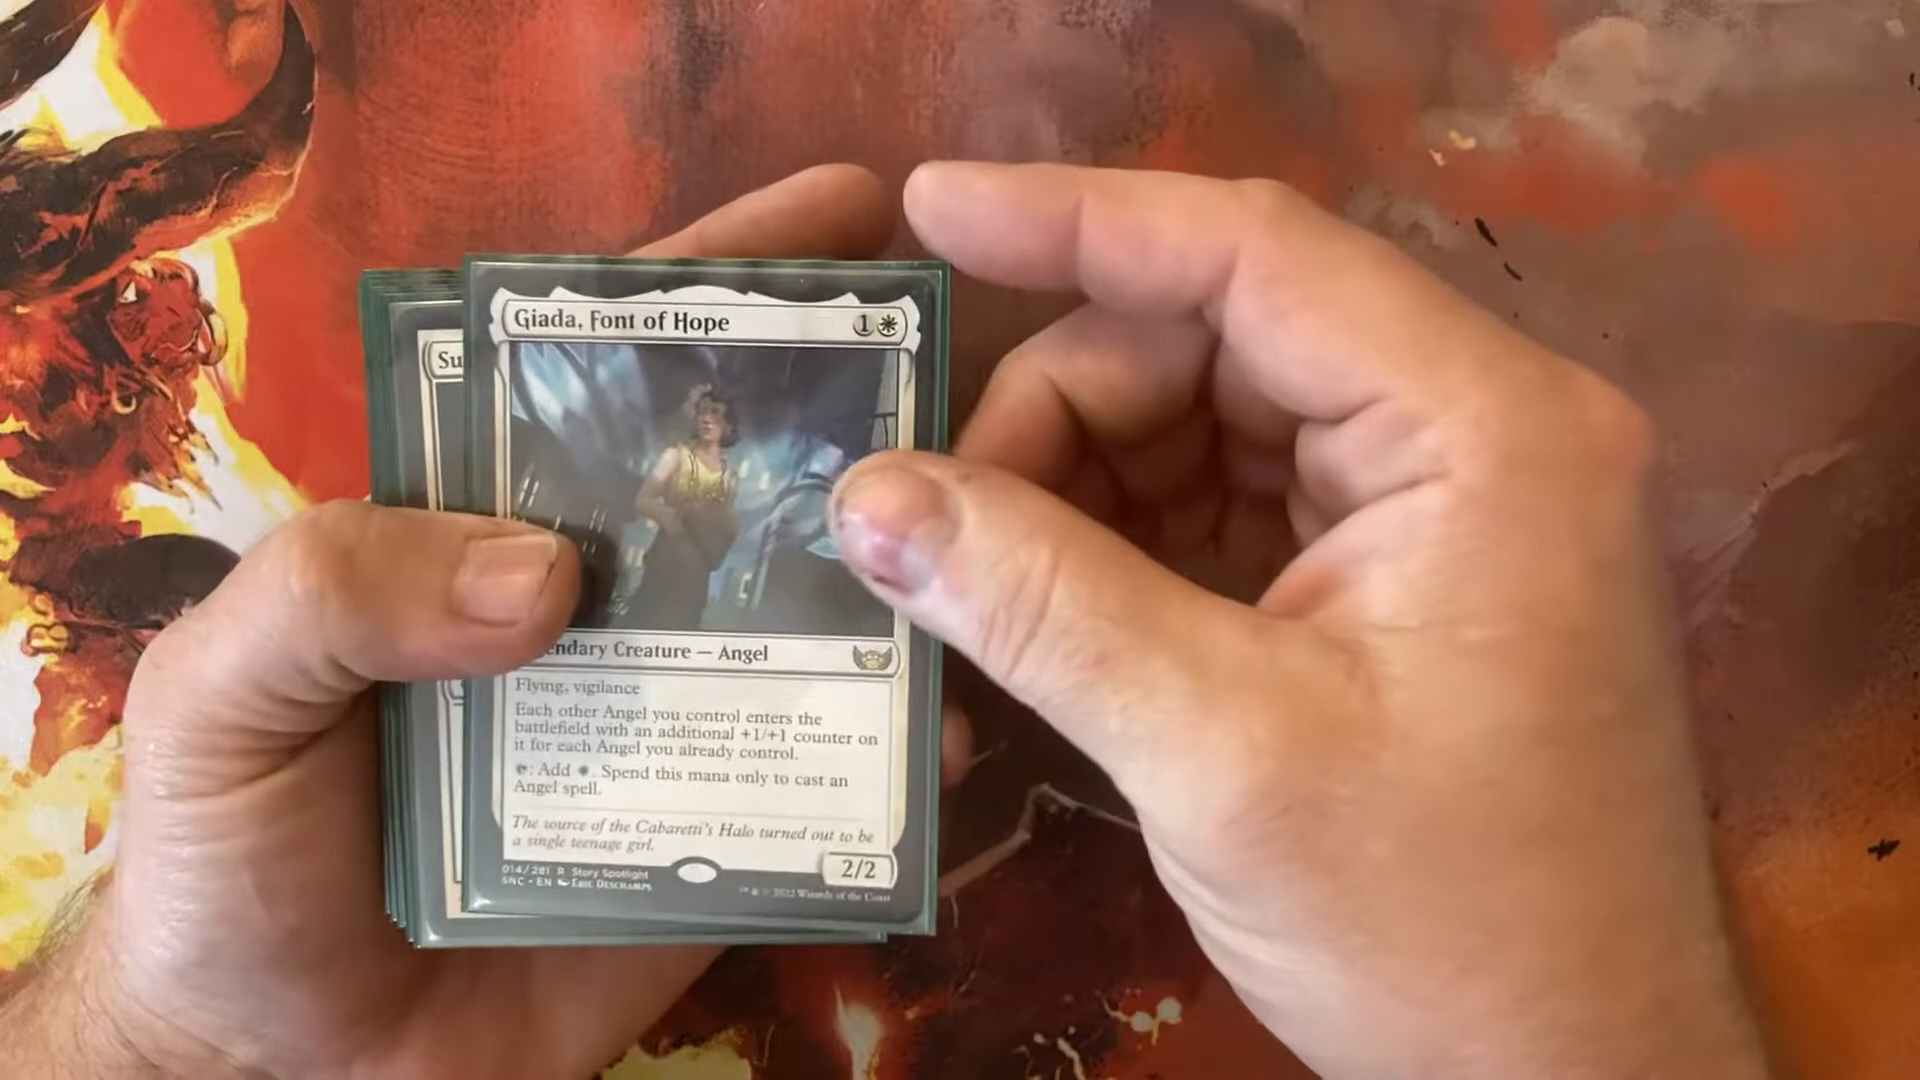 Giada, Font of Hope 1
Su
endary Creature — Angel
Flying, vigilance
Each other Angel you control enters the
battlefield with an additional +1/+1 counter on
it for each Angel you already control.
: Add . Spend this mana only to cast an
Angel spell.
The source of the Cabaretti's Halo turned out to be
a single teenage girl.
2/2
014/281 R Story Spotlight
SNC • EN Eric Deschamps
™ & © 2022 Wizards of the Coast